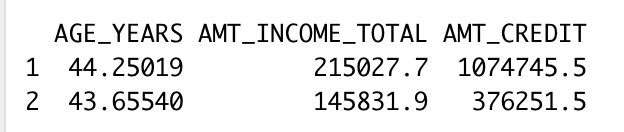 AGE_YEARS AMT_INCOME_TOTAL AMT_CREDIT
1 44.25019 215027.7 1074745.5
2 43.65540 145831.9 376251.5